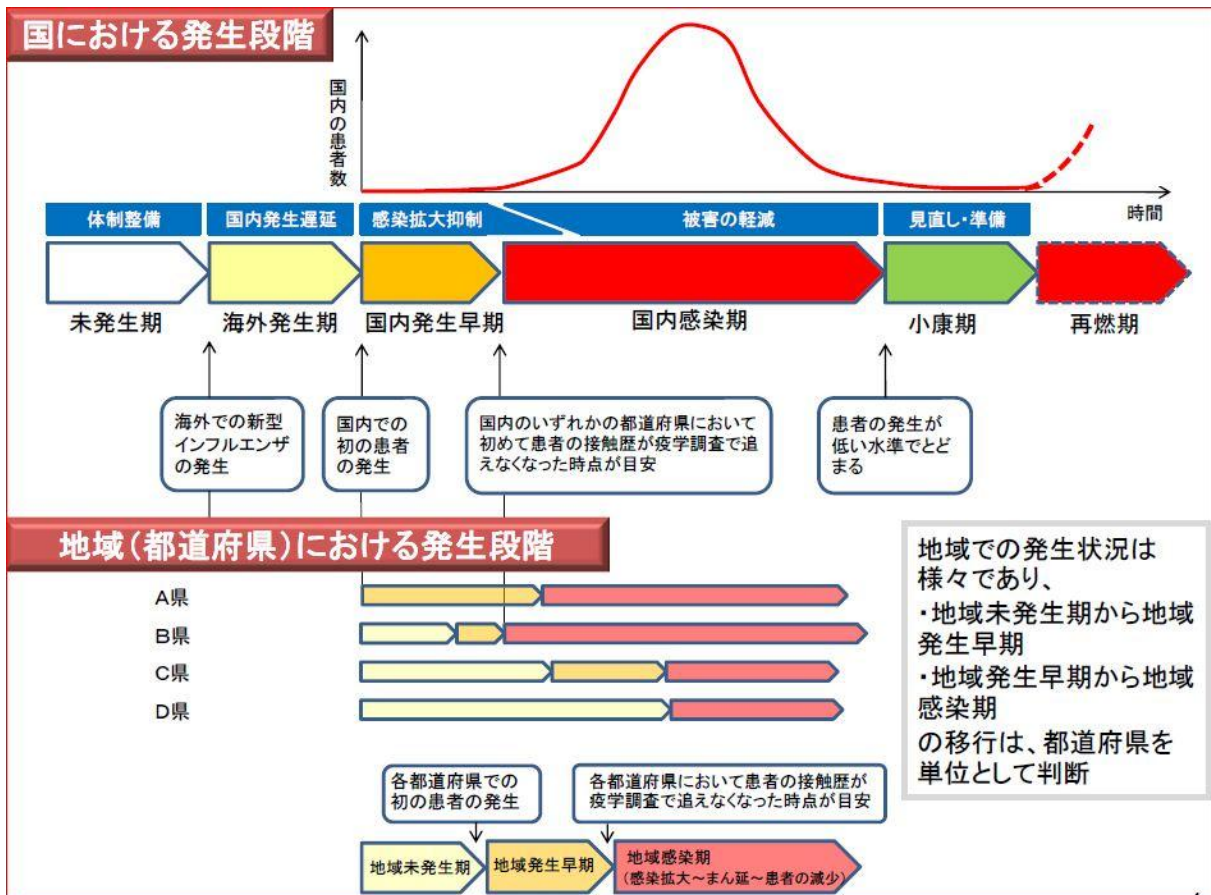 国における発生段階
国内の患者数
時間
体制整備
国内発生遅延
感染拡大抑制
被害の軽減
見直し・準備
未発生期
海外発生期
国内発生早期
国内感染期
小康期
再燃期
海外での新型
インフルエンザ
の発生
国内での
初の患者
の発生
国内のいずれかの都道府県において
初めて患者の接触歴が疫学調査で追
えなくなった時点が目安
患者の発生が
低い水準でとど
まる
地域(都道府県)における発生段階
A県
B県
C県
D県
地域での発生状況は
様々であり、
・地域未発生期から地域
発生早期
・地域発生早期から地域
感染期
の移行は、都道府県を
単位として判断
各都道府県での
初の患者の発生
各都道府県において患者の接触歴が
疫学調査で追えなくなった時点が目安
地域未発生期
地域発生早期
地域感染期
(感染拡大~まん延~患者の減少)